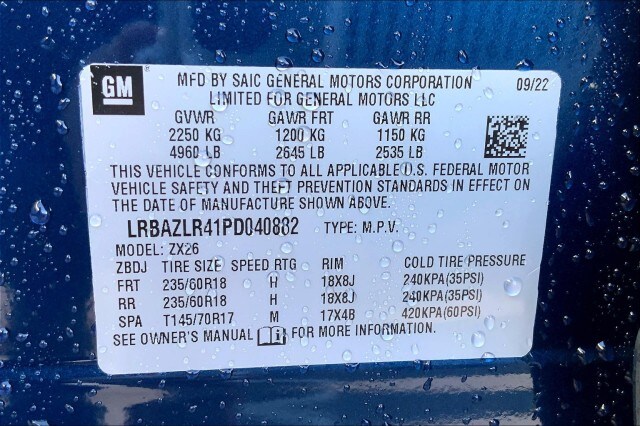 GM
MFD BY SAIC GENERAL MOTORS CORPORATION 09/22
LIMITED FOR GENERAL MOTORS LLC
GVWR GAWR FRT GAWR RR
2250 KG 1200 KG 1150 KG
4960 LB 2645 LB 2535 LB
THIS VEHICLE CONFORMS TO ALL APPLICABLE U.S. FEDERAL MOTOR
VEHICLE SAFETY AND THEFT PREVENTION STANDARDS IN EFFECT ON
THE DATE OF MANUFACTURE SHOWN ABOVE.
LRBAZLR41PD040882 TYPE: M.P.V.
MODEL: ZX26
ZBDJ TIRE SIZE SPEED RTG RIM COLD TIRE PRESSURE
FRT 235/60R18 H 18X8J 240KPA(35PSI)
RR 235/60R18 H 18X8J 240KPA(35PSI)
SPA T145/70R17 M 17X4B 420KPA(60PSI)
SEE OWNER'S MANUAL FOR MORE INFORMATION.